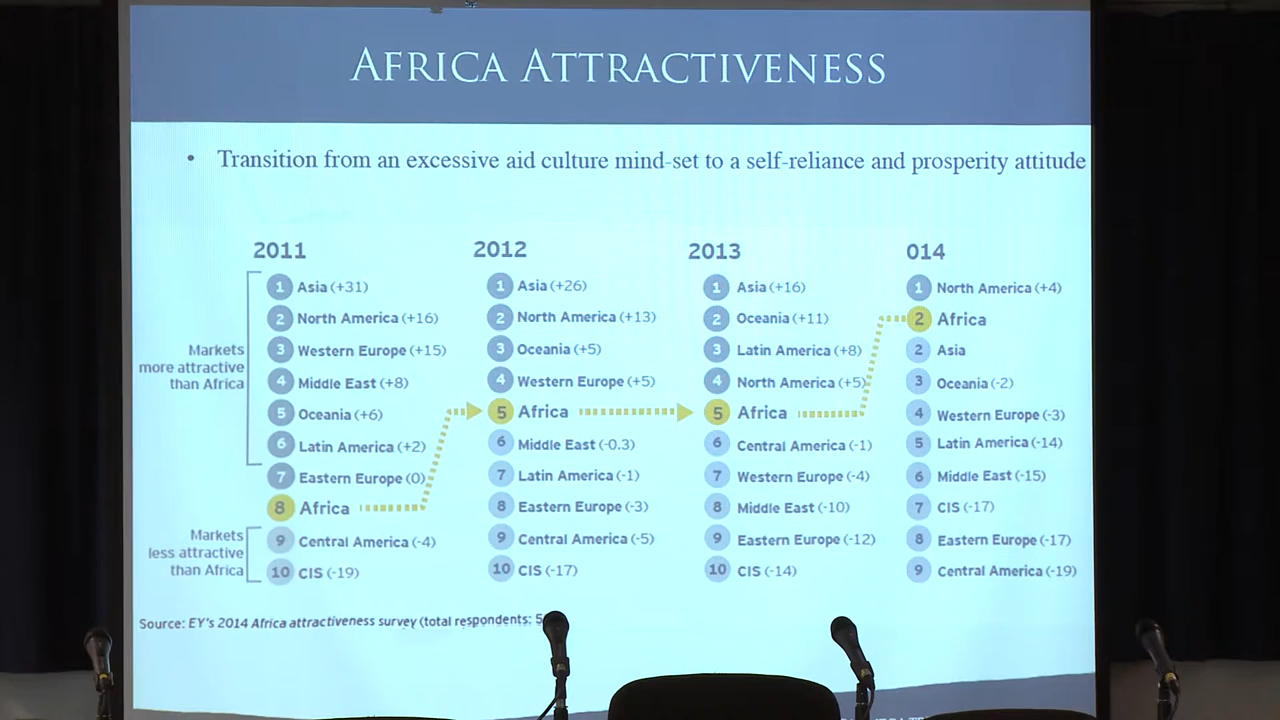 AFRICA ATTRACTIVENESS
• Transition from an excessive aid culture mind-set to a self-reliance and prosperity attitude
2011
1 Asia (+31)
2 North America (+16)
3 Western Europe (+15)
4 Middle East (+8)
5 Oceania (+6)
6 Latin America (+2)
7 Eastern Europe (0)
8 Africa
9 Central America (-4)
10 CIS (-19)
Markets
more attractive
than Africa
Markets
less attractive
than Africa
2012
1 Asia (+26)
2 North America (+13)
3 Oceania (+5)
4 Western Europe (+5)
5 Africa
6 Middle East (-0.3)
7 Latin America (-1)
8 Eastern Europe (-3)
9 Central America (-5)
10 CIS (-17)
2013
1 Asia (+16)
2 Oceania (+11)
3 Latin America (+8)
4 North America (+5)
5 Africa
6 Central America (-1)
7 Western Europe (-4)
8 Middle East (-10)
9 Eastern Europe (-12)
10 CIS (-14)
014
1 North America (+4)
2 Africa
2 Asia
3 Oceania (-2)
4 Western Europe (-3)
5 Latin America (-14)
6 Middle East (-15)
7 CIS (-17)
8 Eastern Europe (-17)
9 Central America (-19)
Source: EY's 2014 Africa attractiveness survey (total respondents: 5